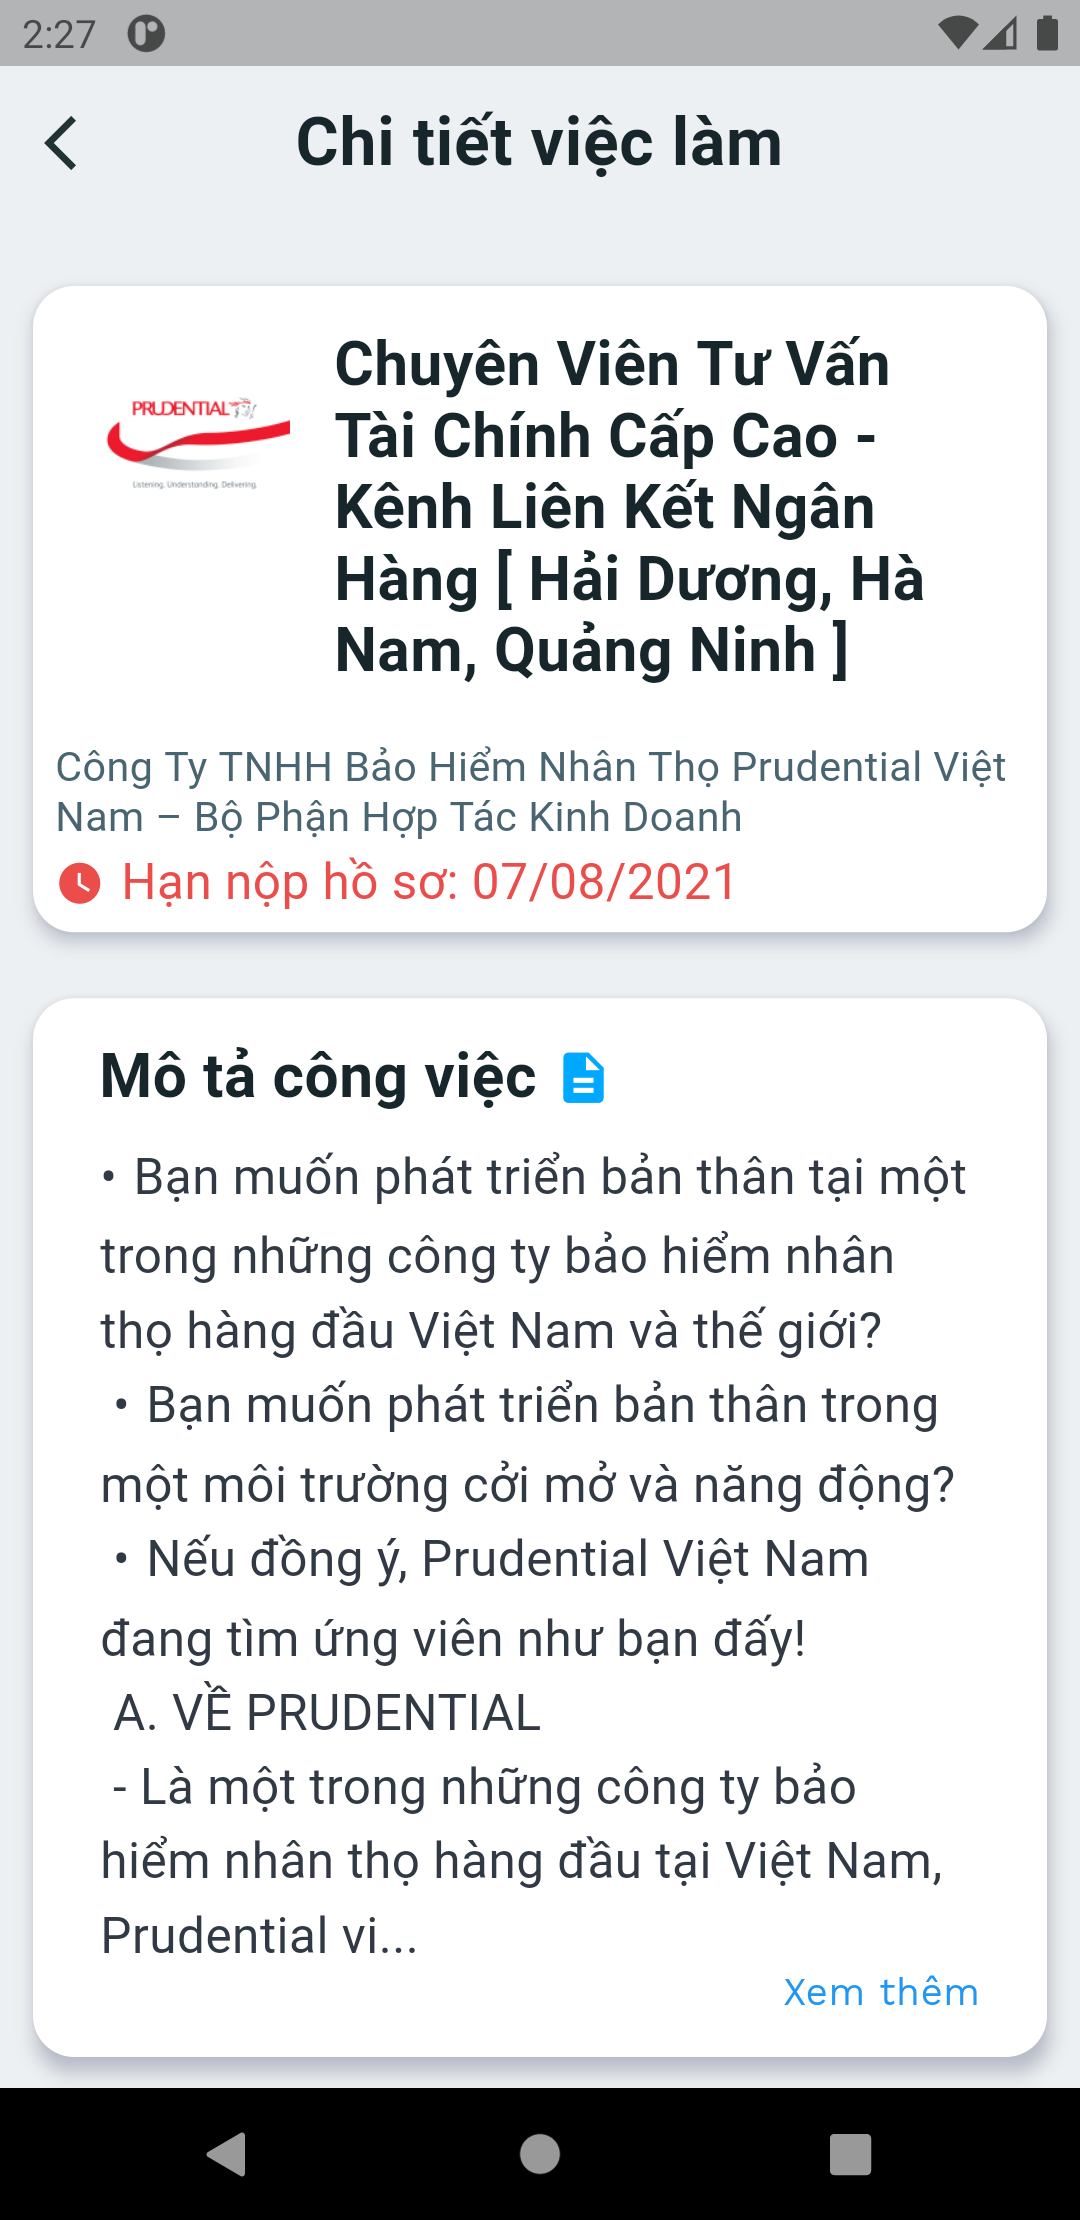 2:27
Chi tiết việc làm
PRUDENTIAL
Listening. Understanding. Delivering.
Chuyên Viên Tư Vấn
Tài Chính Cấp Cao -
Kênh Liên Kết Ngân
Hàng [ Hải Dương, Hà
Nam, Quảng Ninh ]
Công Ty TNHH Bảo Hiểm Nhân Thọ Prudential Việt
Nam – Bộ Phận Hợp Tác Kinh Doanh
Hạn nộp hồ sơ: 07/08/2021
Mô tả công việc
• Bạn muốn phát triển bản thân tại một
trong những công ty bảo hiểm nhân
thọ hàng đầu Việt Nam và thế giới?
• Bạn muốn phát triển bản thân trong
một môi trường cởi mở và năng động?
• Nếu đồng ý, Prudential Việt Nam
đang tìm ứng viên như bạn đấy!
A. VỀ PRUDENTIAL
- Là một trong những công ty bảo
hiểm nhân thọ hàng đầu tại Việt Nam,
Prudential vi...
Xem thêm